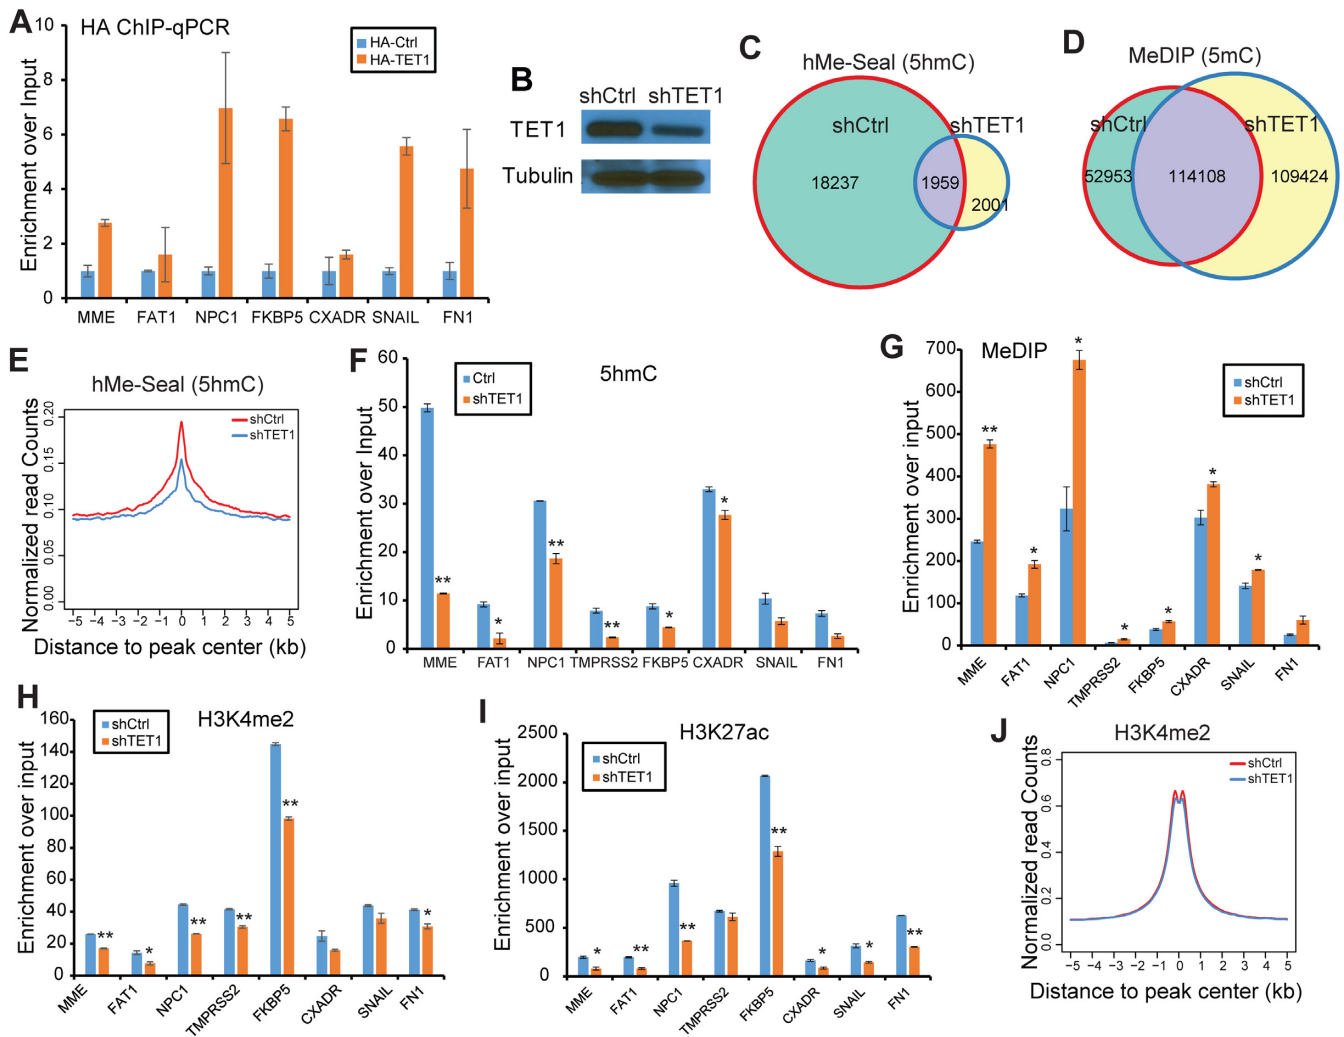 A
HA ChIP-qPCR
HA-Ctrl
HA-TET1
Enrichment over Input
10
8
6
4
2
0
MME FAT1 NPC1 FKBP5 CXADR SNAIL FN1
B
shCtrl shTET1
TET1
Tubulin
C
hMe-Seal (5hmC)
shCtrl
shTET1
18237
1959
2001
D
MeDIP (5mC)
shCtrl
shTET1
52953
114108
109424
E
hMe-Seal (5hmC)
shCtrl
shTET1
Normalized read Counts
0.20
0.15
0.10
0.05
0.00
-5 -4 -3 -2 -1 0 1 2 3 4 5
Distance to peak center (kb)
F
5hmC
Ctrl
shTET1
Enrichment over Input
60
50
40
30
20
10
0
** * ** ** * *
MME FAT1 NPC1 TMPRSS2 FKBP5 CXADR SNAIL FN1
G
MeDIP
shCtrl
shTET1
Enrichment over input
700
600
500
400
300
200
100
0
** * * * * * *
MME FAT1 NPC1 TMPRSS2 FKBP5 CXADR SNAIL FN1
H
H3K4me2
shCtrl
shTET1
Enrichment over input
160
140
120
100
80
60
40
20
0
** * ** ** ** *
MME FAT1 NPC1 TMPRSS2 FKBP5 CXADR SNAIL FN1
I
H3K27ac
shCtrl
shTET1
Enrichment over input
2500
2000
1500
1000
500
0
* ** ** ** * * **
MME FAT1 NPC1 TMPRSS2 FKBP5 CXADR SNAIL FN1
J
H3K4me2
shCtrl
shTET1
Normalized read Counts
0.8
0.6
0.4
0.2
0.0
-5 -4 -3 -2 -1 0 1 2 3 4 5
Distance to peak center (kb)